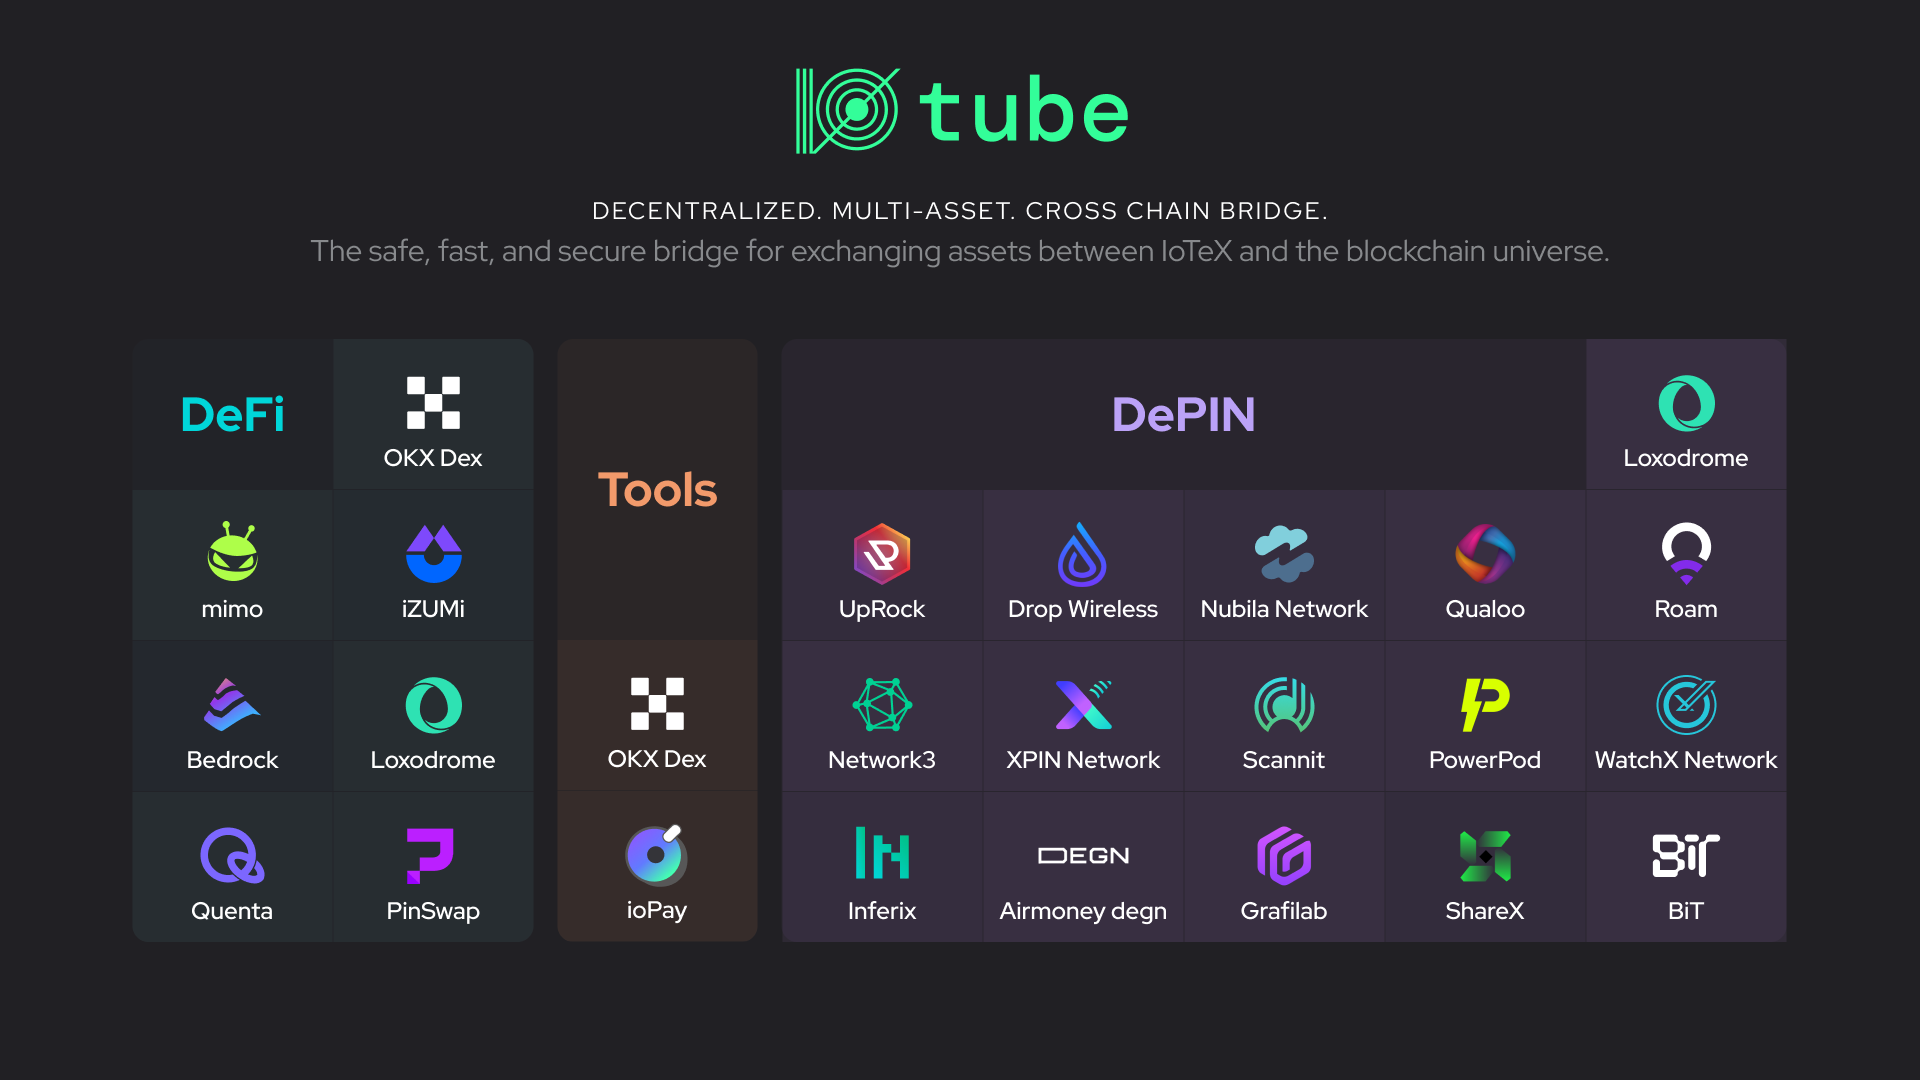 tube
DECENTRALIZED. MULTI-ASSET. CROSS CHAIN BRIDGE.
The safe, fast, and secure bridge for exchanging assets between IoTeX and the blockchain universe.
DeFi
OKX Dex
mimo
iZUMi
Bedrock
Loxodrome
Quenta
PinSwap
Tools
OKX Dex
ioPay
DePIN
Loxodrome
UpRock
Drop Wireless
Nubila Network
Qualoo
Roam
Network3
XPIN Network
Scannit
PowerPod
WatchX Network
Inferix
DEGN
Airmoney degn
Grafilab
ShareX
BiT
BiT